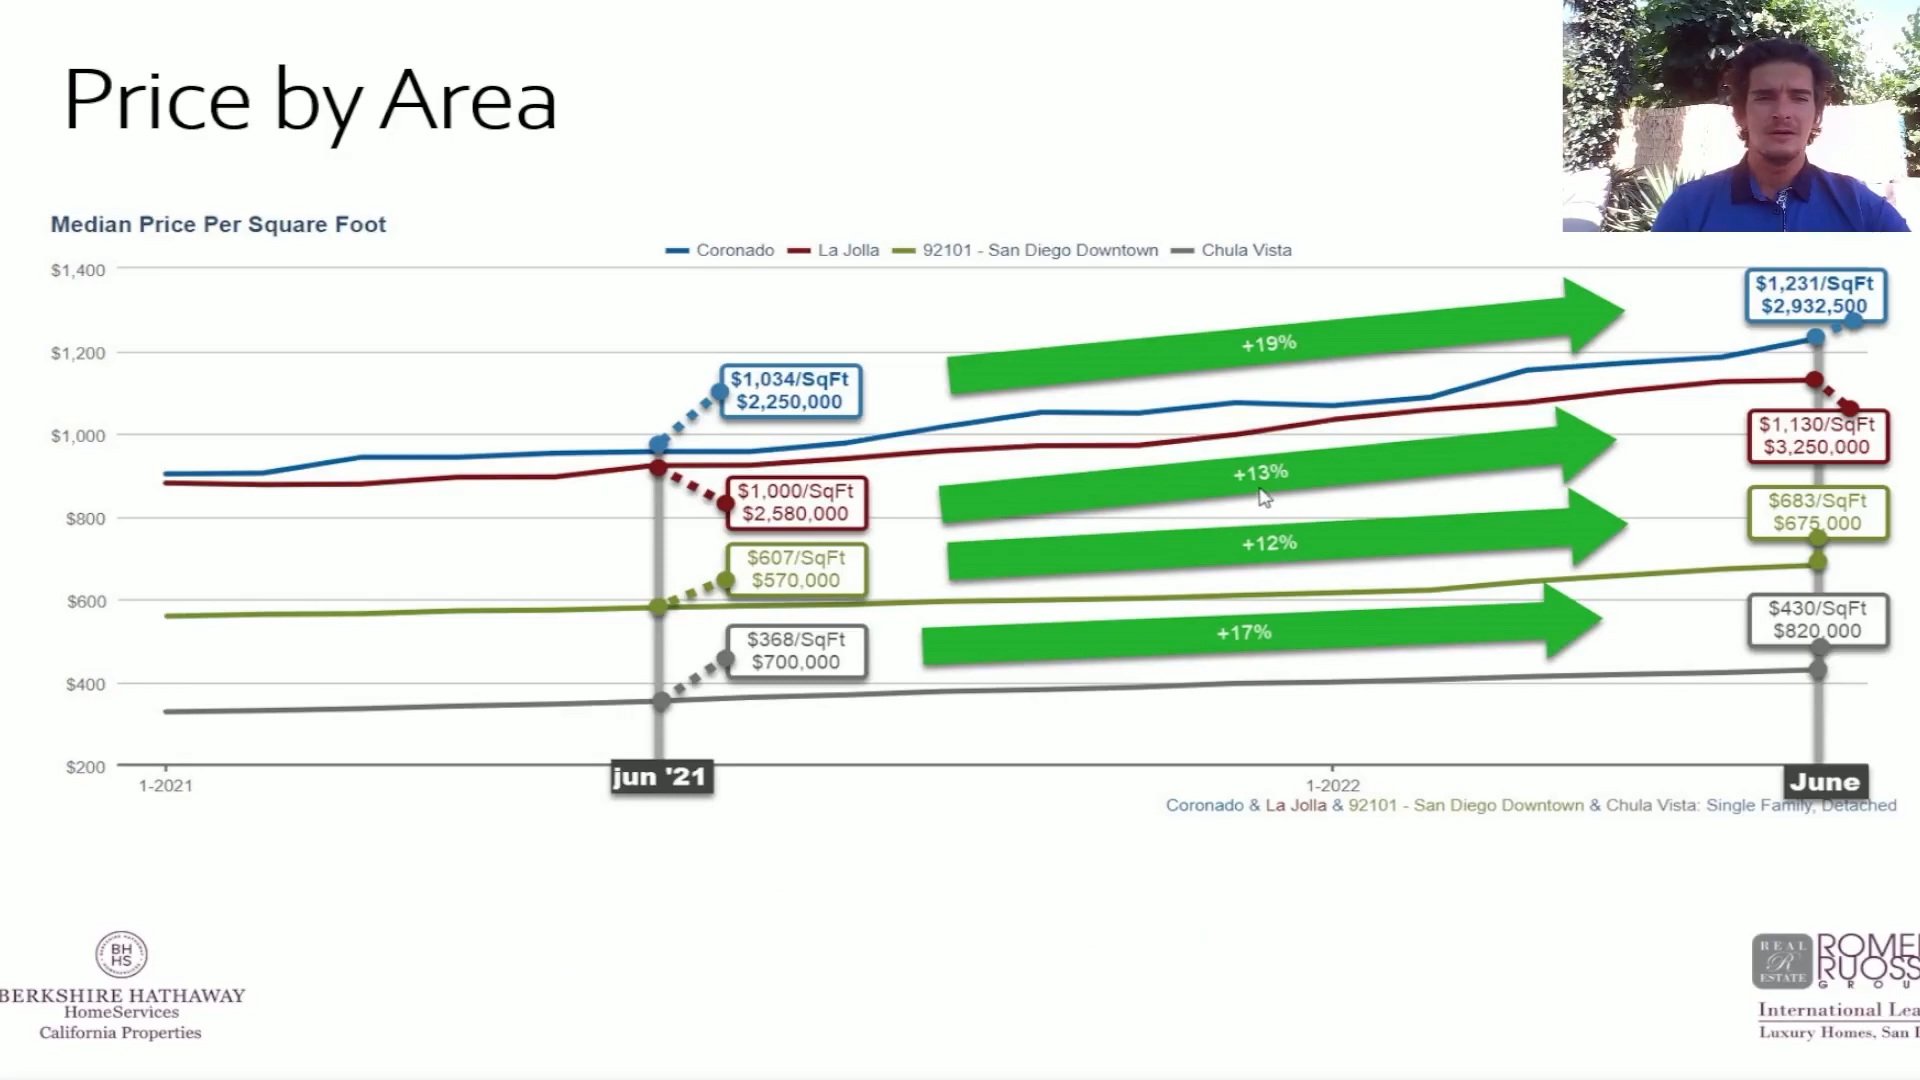 Price by Area
Median Price Per Square Foot
Coronado La Jolla 92101 - San Diego Downtown Chula Vista
$1,400
$1,200
$1,000
$800
$600
$400
$200
$1,034/SqFt
$2,250,000
$1,000/SqFt
$2,580,000
$607/SqFt
$570,000
$368/SqFt
$700,000
+19%
+13%
+12%
+17%
$1,231/SqFt
$2,932,500
$1,130/SqFt
$3,250,000
$683/SqFt
$675,000
$430/SqFt
$820,000
1-2021
jun '21
1-2022
June
Coronado & La Jolla & 92101 - San Diego Downtown & Chula Vista: Single Family, Detached
BH
HS
BERKSHIRE HATHAWAY
HomeServices
California Properties
REAL
R
ESTATE
ROME
RUOSS
GROU
International Lea
Luxury Homes, San D